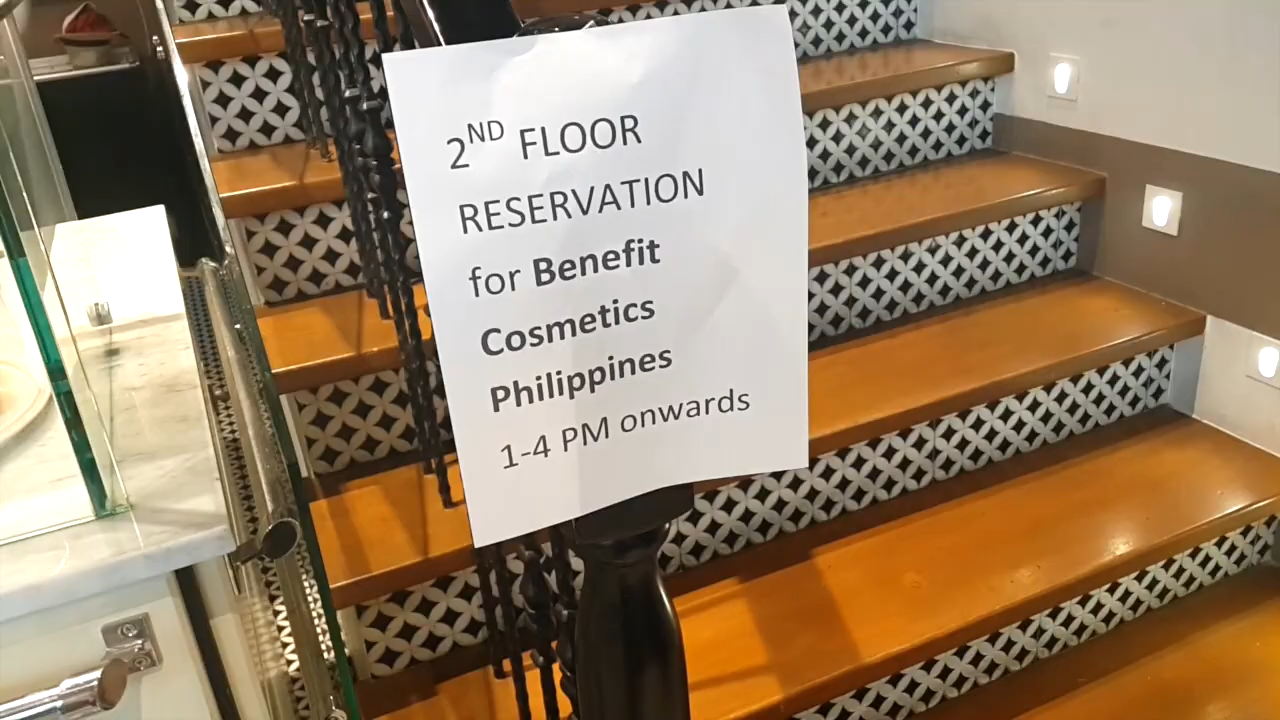 2ND FLOOR
RESERVATION
for Benefit
Cosmetics
Philippines
1-4 PM onwards